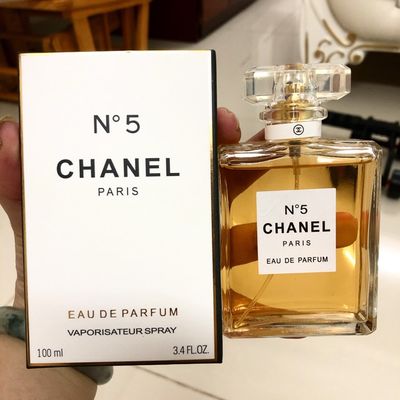 N°5
CHANEL
PARIS
EAU DE PARFUM
VAPORISATEUR SPRAY
100 ml 3.4 FL.OZ.
N°5
CHANEL
PARIS
EAU DE PARFUM